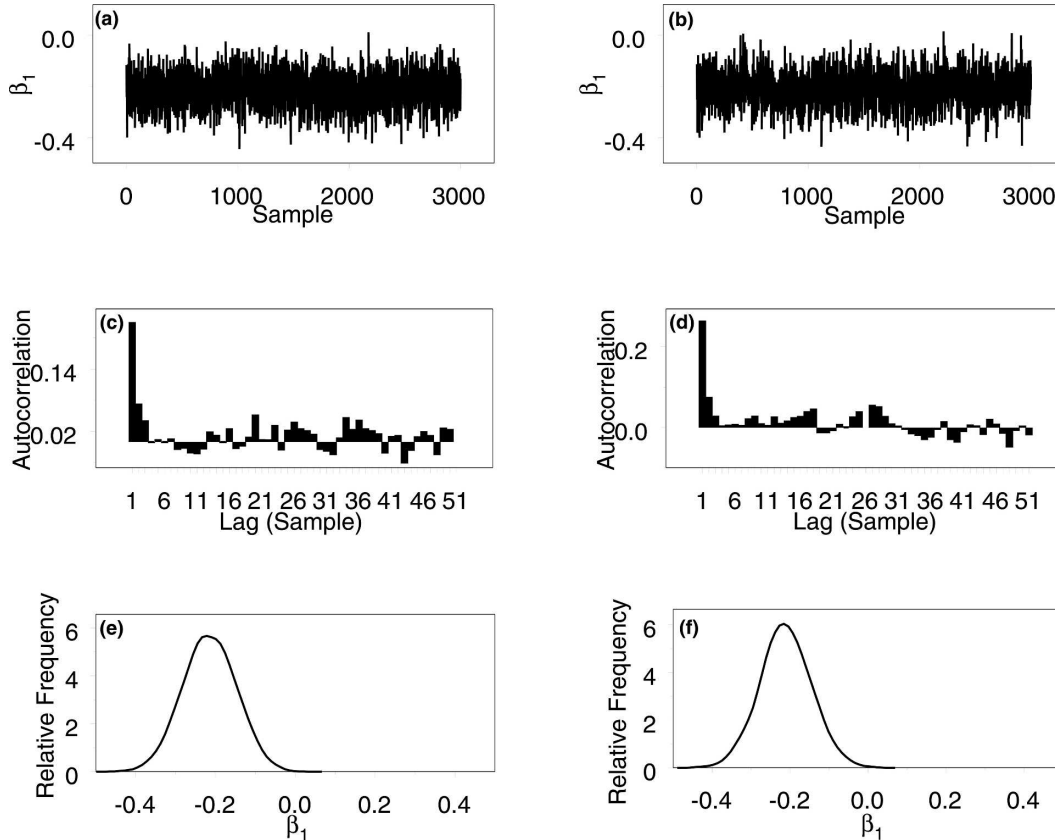 (a)
0.0
-0.4
β1
0 1000 2000 3000
Sample
(b)
0.0
-0.4
β1
0 1000 2000 3000
Sample
(c)
0.14
0.02
Autocorrelation
1 6 11 16 21 26 31 36 41 46 51
Lag (Sample)
(d)
0.2
0.0
Autocorrelation
1 6 11 16 21 26 31 36 41 46 51
Lag (Sample)
(e)
6
4
2
0
Relative Frequency
-0.4 -0.2 0.0 0.2 0.4
β1
(f)
6
4
2
0
Relative Frequency
-0.4 -0.2 0.0 0.2 0.4
β1